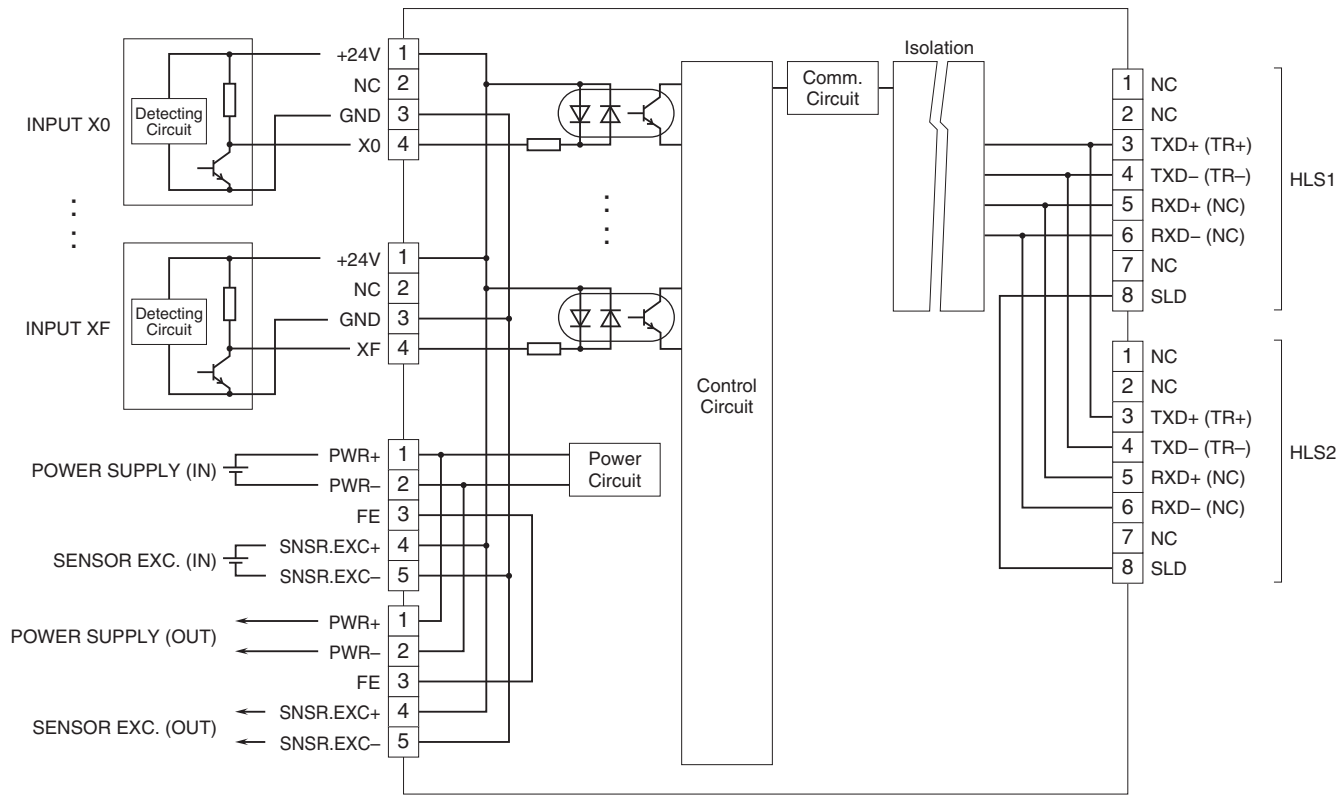 INPUT X0
Detecting
Circuit
+24V 1
NC 2
GND 3
X0 4
INPUT XF
Detecting
Circuit
+24V 1
NC 2
GND 3
XF 4
POWER SUPPLY (IN)
PWR+ 1
PWR– 2
FE 3
SENSOR EXC. (IN)
SNSR.EXC+ 4
SNSR.EXC– 5
POWER SUPPLY (OUT)
PWR+ 1
PWR– 2
FE 3
SENSOR EXC. (OUT)
SNSR.EXC+ 4
SNSR.EXC– 5
Power
Circuit
Control
Circuit
Comm.
Circuit
Isolation
1 NC
2 NC
3 TXD+ (TR+)
4 TXD– (TR–)
5 RXD+ (NC)
6 RXD– (NC)
7 NC
8 SLD
HLS1
1 NC
2 NC
3 TXD+ (TR+)
4 TXD– (TR–)
5 RXD+ (NC)
6 RXD– (NC)
7 NC
8 SLD
HLS2